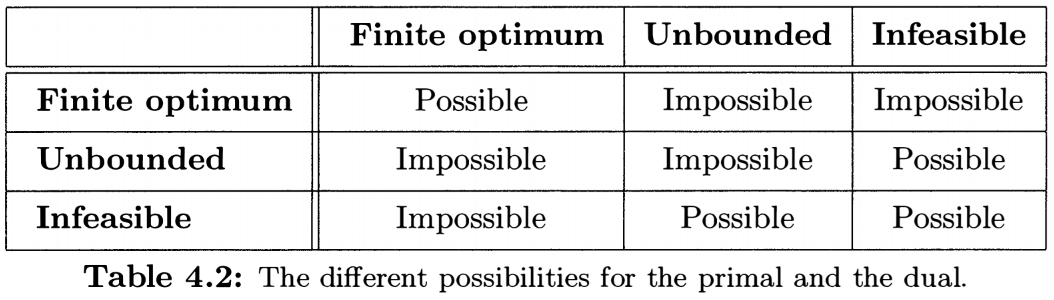 Finite optimum Unbounded Infeasible
Finite optimum Possible Impossible Impossible
Unbounded Impossible Impossible Possible
Infeasible Impossible Possible Possible
Table 4.2: The different possibilities for the primal and the dual.